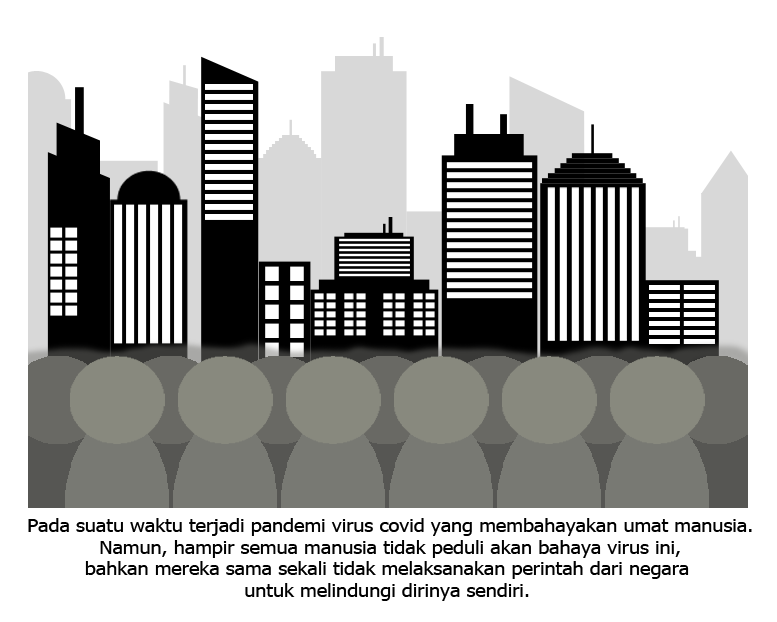 Pada suatu waktu terjadi pandemi virus covid yang membahayakan umat manusia.
Namun, hampir semua manusia tidak peduli akan bahaya virus ini,
bahkan mereka sama sekali tidak melaksanakan perintah dari negara
untuk melindungi dirinya sendiri.